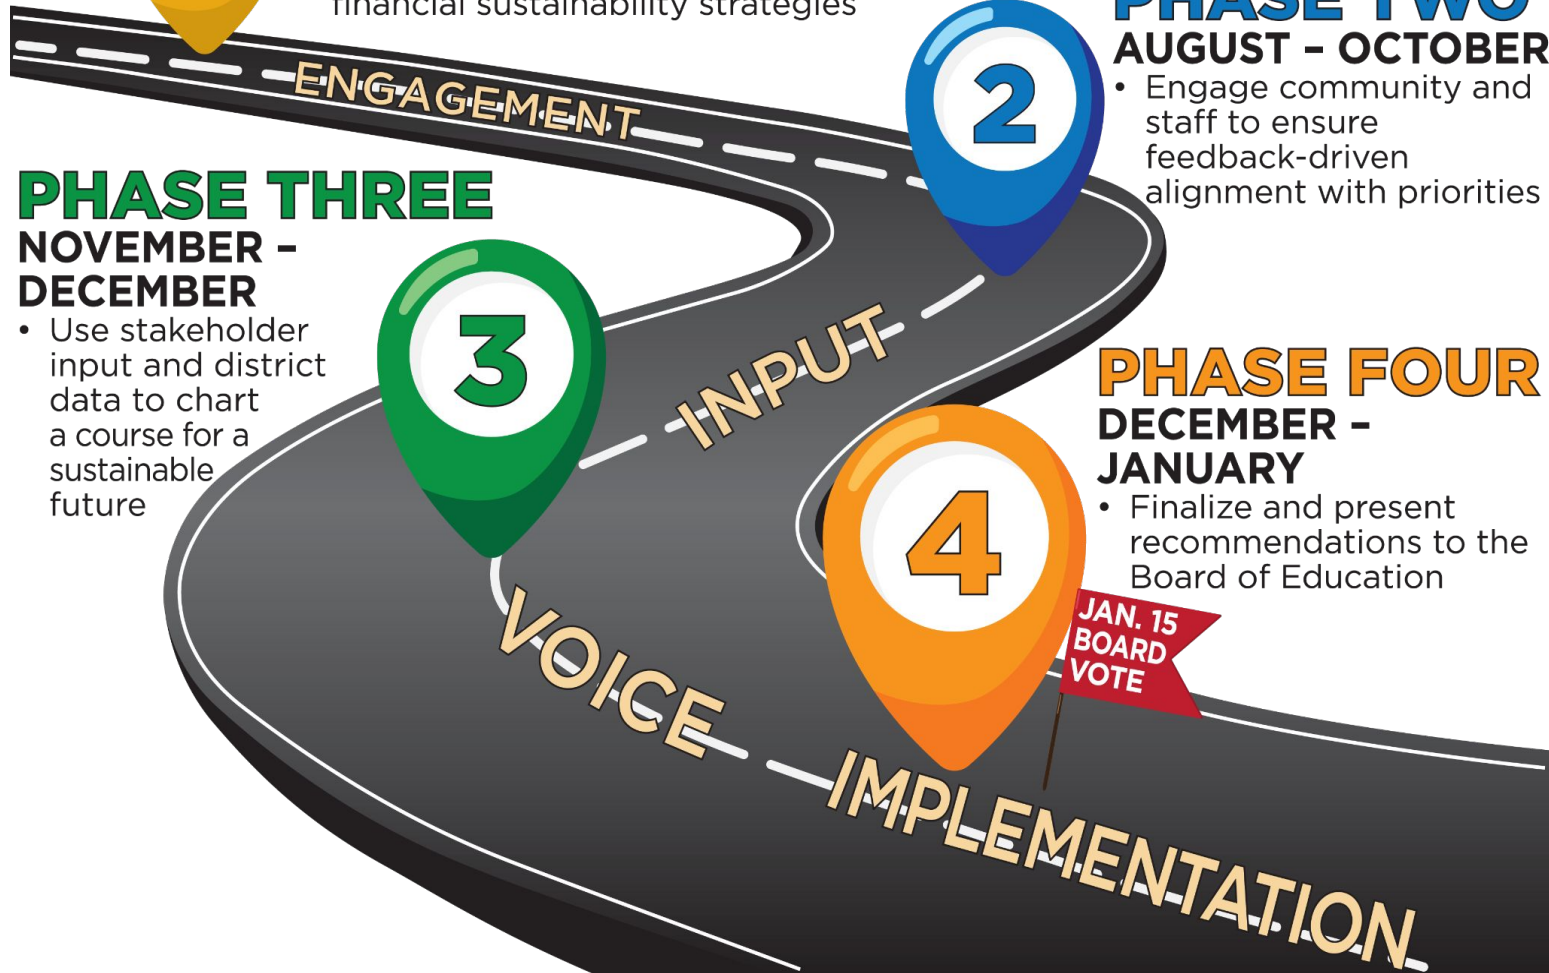 financial sustainability strategies
PHASE TWO
AUGUST – OCTOBER
• Engage community and
staff to ensure
feedback-driven
alignment with priorities
2
ENGAGEMENT
PHASE THREE
NOVEMBER –
DECEMBER
• Use stakeholder
input and district
data to chart
a course for a
sustainable
future
3
INPUT
PHASE FOUR
DECEMBER –
JANUARY
• Finalize and present
recommendations to the
Board of Education
4
JAN. 15
BOARD
VOTE
VOICE
IMPLEMENTATION